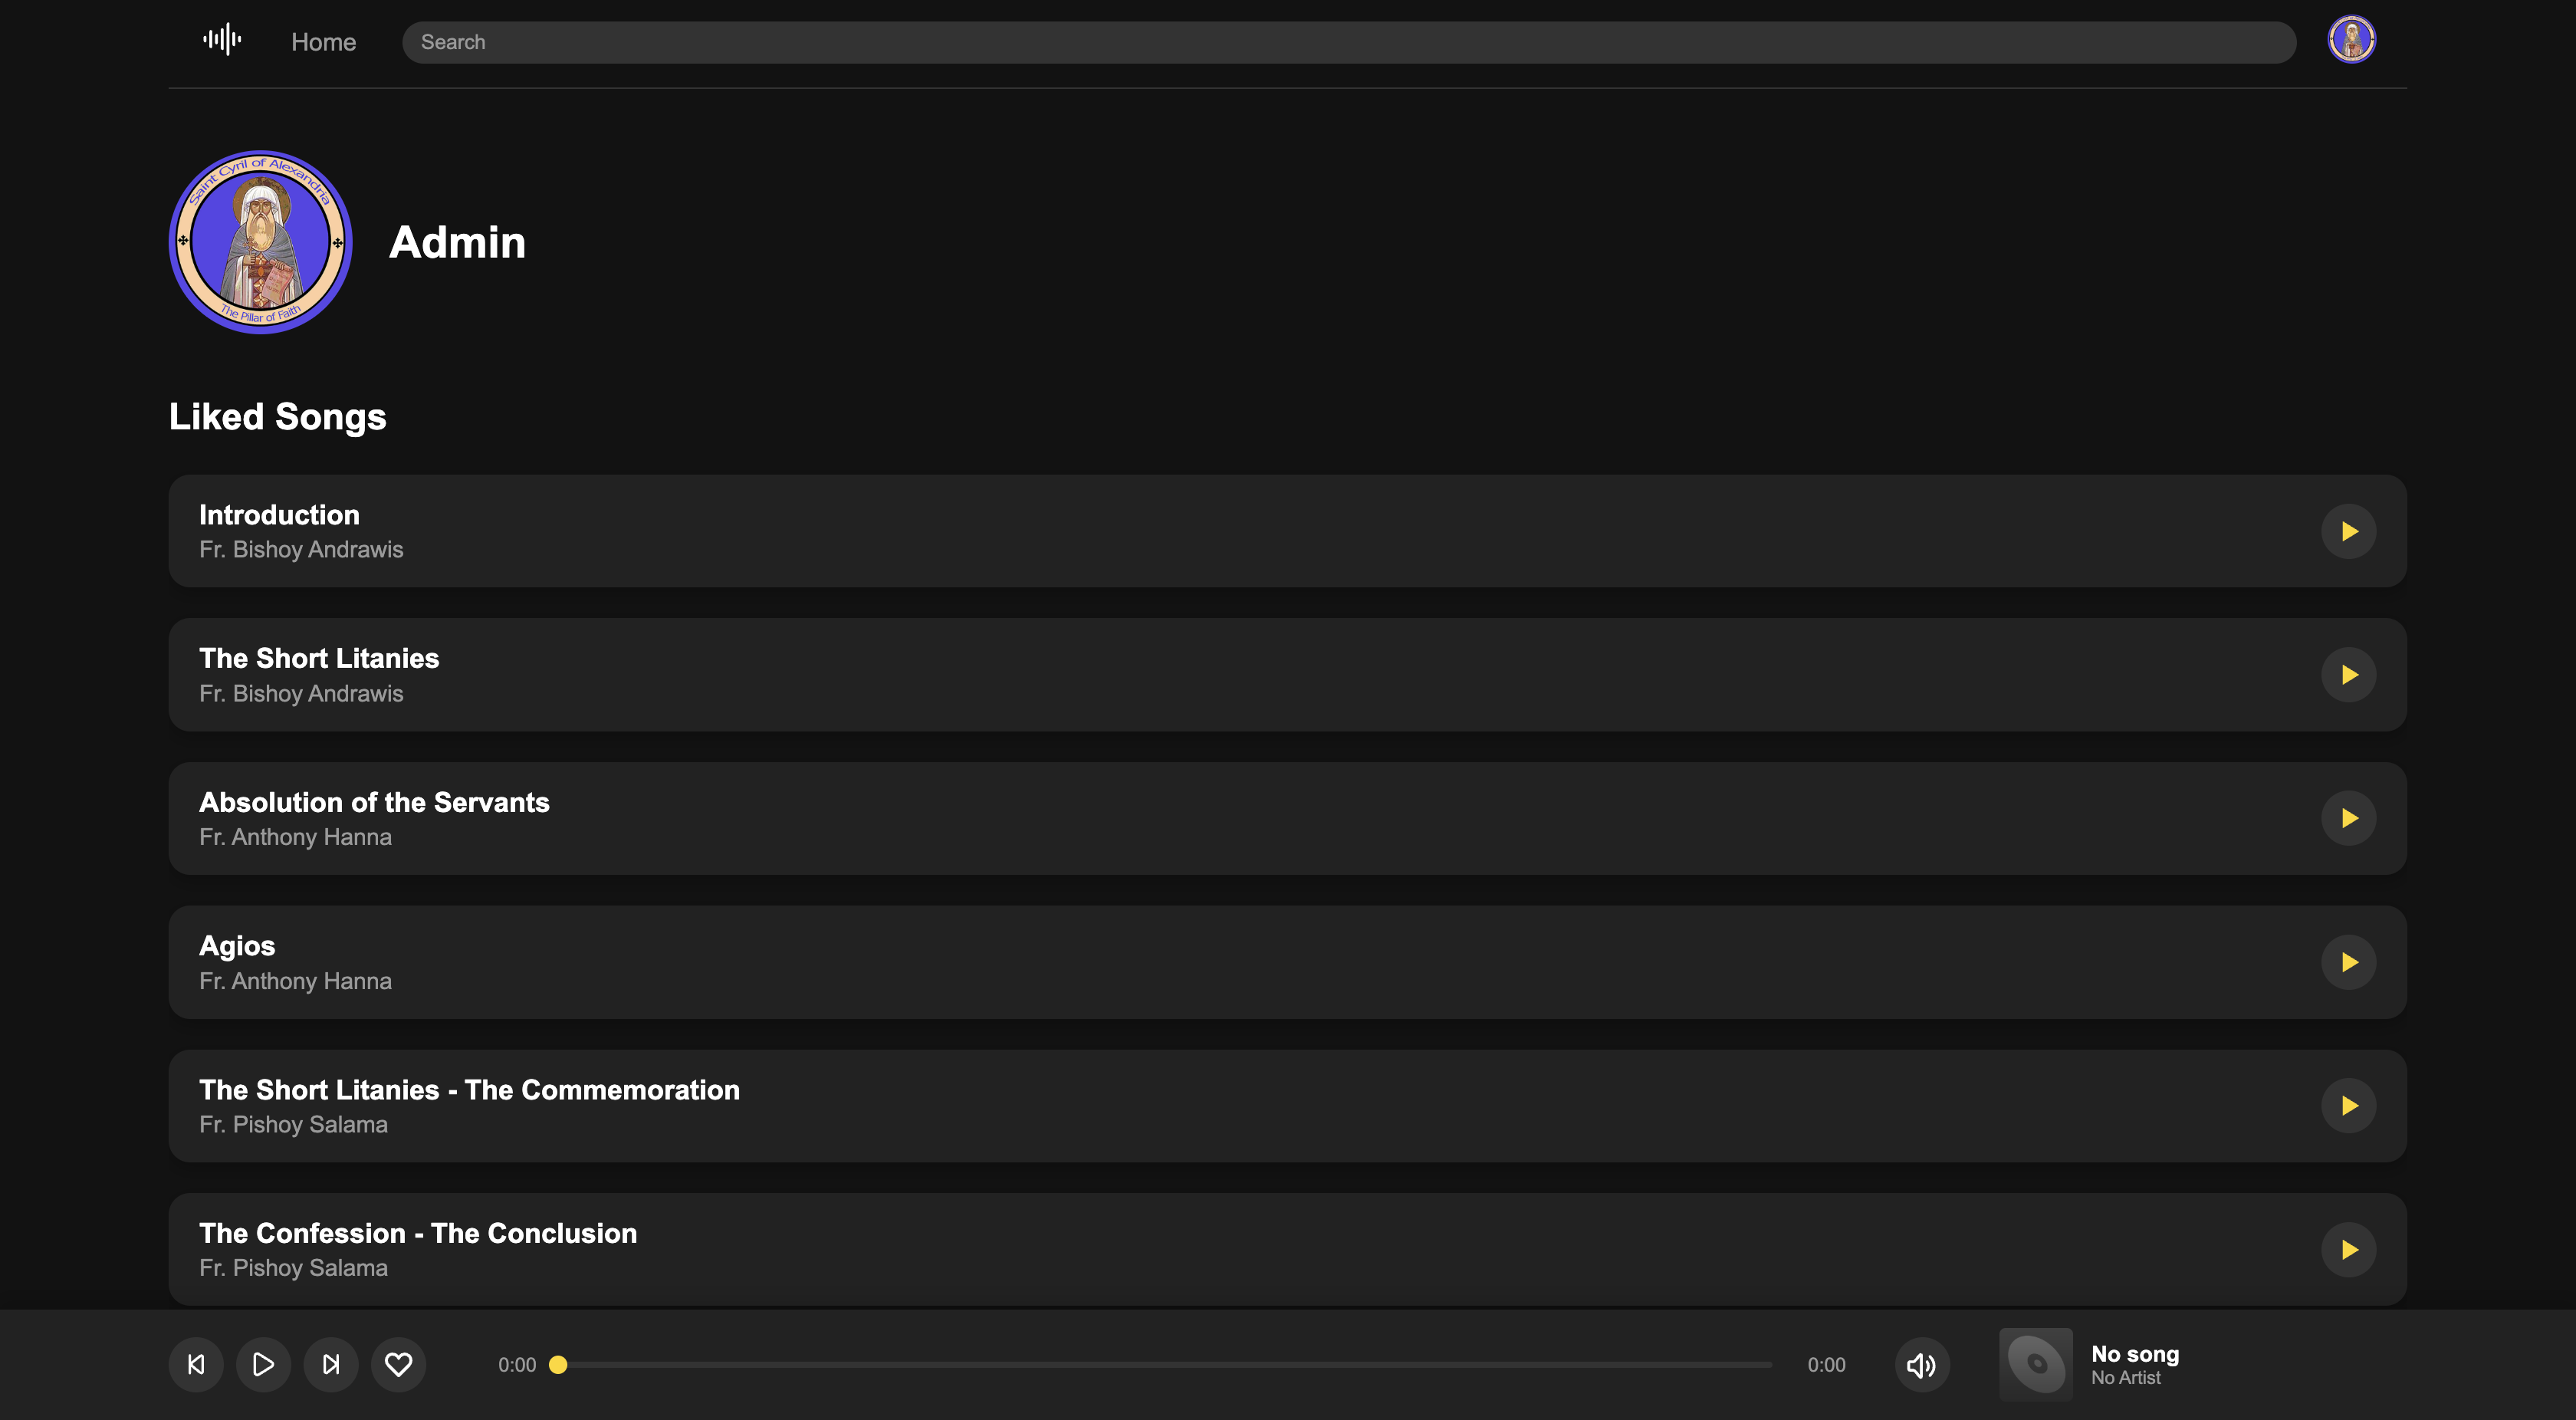 Home
Search
Saint Cyril of Alexandria
The Pillar of Faith
Admin
Liked Songs
Introduction
Fr. Bishoy Andrawis
The Short Litanies
Fr. Bishoy Andrawis
Absolution of the Servants
Fr. Anthony Hanna
Agios
Fr. Anthony Hanna
The Short Litanies - The Commemoration
Fr. Pishoy Salama
The Confession - The Conclusion
Fr. Pishoy Salama
0:00
0:00
No song
No Artist